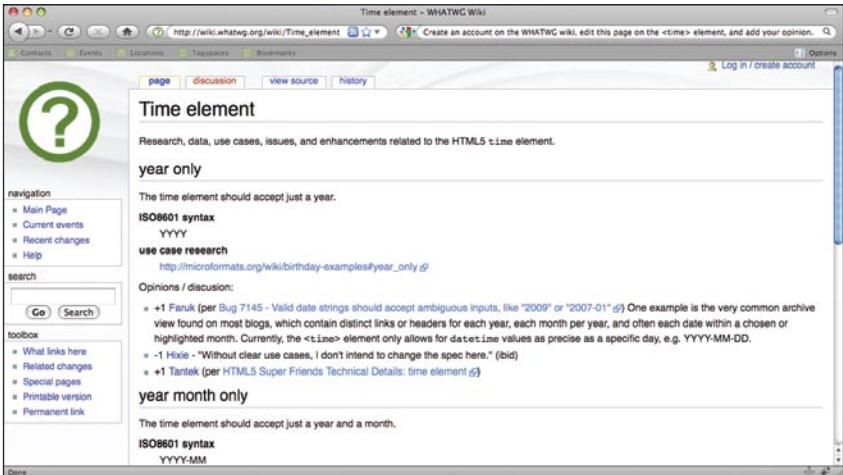 Time element – WHATWG Wiki
http://wiki.whatwg.org/wiki/Time_element
Create an account on the WHATWG wiki, edit this page on the <time> element, and add your opinion.
Contacts Events Locations Tagspaces Bookmarks Options
Log in / create account
page discussion view source history
Time element
Research, data, use cases, issues, and enhancements related to the HTML5 time element.
year only
The time element should accept just a year.
ISO8601 syntax
YYYY
use case research
http://microformats.org/wiki/birthday-examples#year_only
Opinions / discusion:
+1 Faruk (per Bug 7145 - Valid date strings should accept ambiguous inputs, like "2009" or "2007-01") One example is the very common archive
view found on most blogs, which contain distinct links or headers for each year, each month per year, and often each date within a chosen or
highlighted month. Currently, the <time> element only allows for datetime values as precise as a specific day, e.g. YYYY-MM-DD.
-1 Hixie - "Without clear use cases, I don't intend to change the spec here." (ibid)
+1 Tantek (per HTML5 Super Friends Technical Details: time element)
year month only
The time element should accept just a year and a month.
ISO8601 syntax
YYYY-MM
navigation
Main Page
Current events
Recent changes
Help
search
Go Search
toolbox
What links here
Related changes
Special pages
Printable version
Permanent link
Done